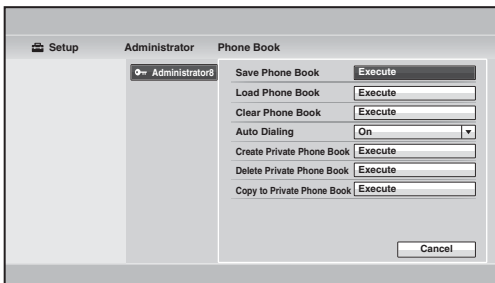 Setup Administrator Phone Book
Administrator8
Save Phone Book Execute
Load Phone Book Execute
Clear Phone Book Execute
Auto Dialing On
Create Private Phone Book Execute
Delete Private Phone Book Execute
Copy to Private Phone Book Execute
Cancel